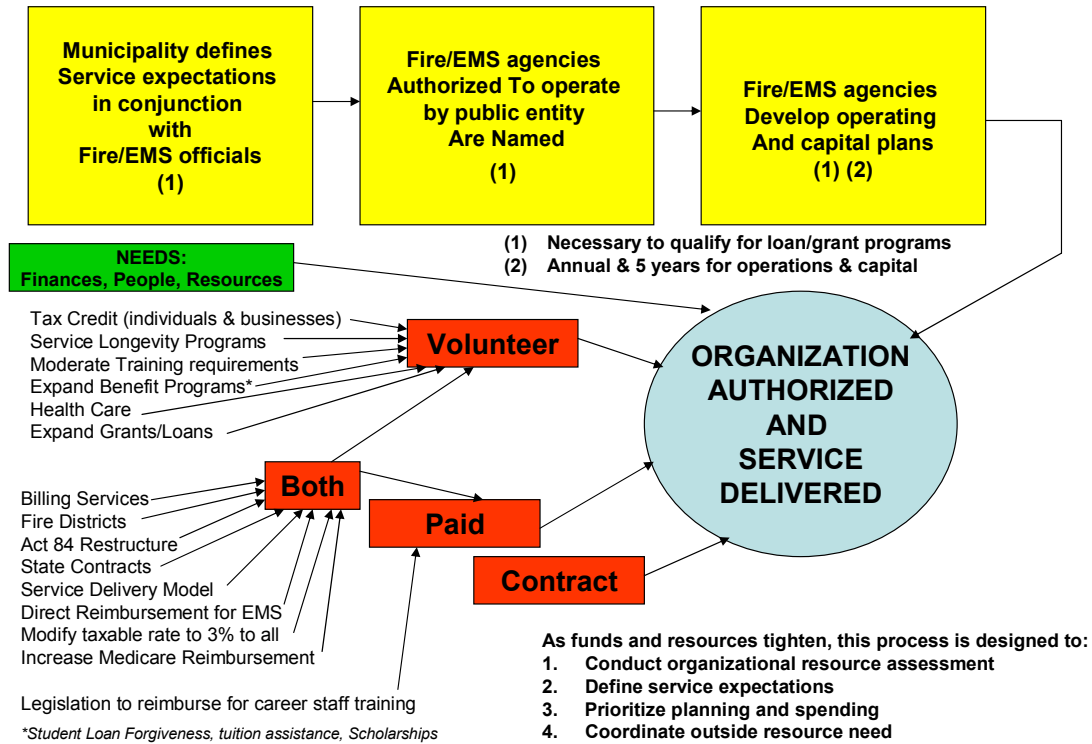 Municipality defines
Service expectations
in conjunction
with
Fire/EMS officials
(1)
Fire/EMS agencies
Authorized To operate
by public entity
Are Named
(1)
Fire/EMS agencies
Develop operating
And capital plans
(1) (2)
NEEDS:
Finances, People, Resources
(1) Necessary to qualify for loan/grant programs
(2) Annual & 5 years for operations & capital
Tax Credit (individuals & businesses)
Service Longevity Programs
Moderate Training requirements
Expand Benefit Programs*
Health Care
Expand Grants/Loans
Volunteer
ORGANIZATION
AUTHORIZED
AND
SERVICE
DELIVERED
Both
Paid
Contract
Billing Services
Fire Districts
Act 84 Restructure
State Contracts
Service Delivery Model
Direct Reimbursement for EMS
Modify taxable rate to 3% to all
Increase Medicare Reimbursement
Legislation to reimburse for career staff training
*Student Loan Forgiveness, tuition assistance, Scholarships
As funds and resources tighten, this process is designed to:
1. Conduct organizational resource assessment
2. Define service expectations
3. Prioritize planning and spending
4. Coordinate outside resource need